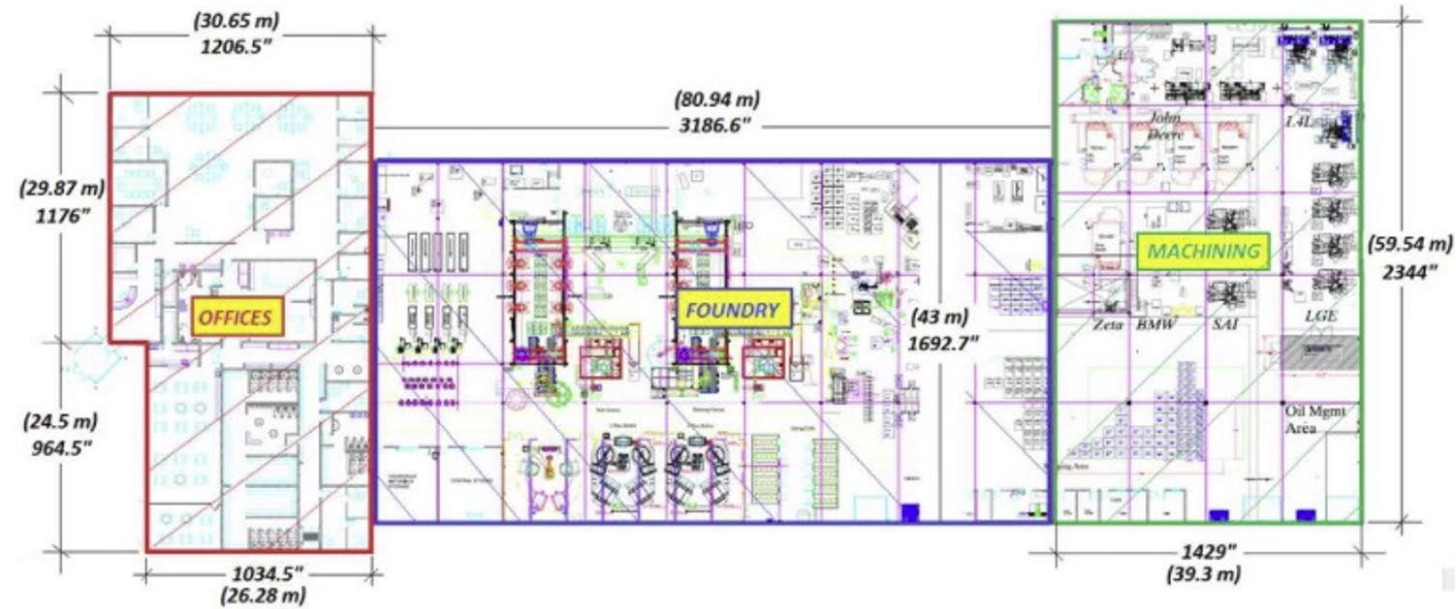 (30.65 m)
1206.5"
(80.94 m)
3186.6"
John
Deere
L4L
(29.87 m)
1176"
MACHINING
(59.54 m)
2344"
OFFICES
FOUNDRY
(43 m)
1692.7"
Zeta
BMW
SAI
LGE
(24.5 m)
964.5"
Oil Mgmt
Area
1034.5"
(26.28 m)
1429"
(39.3 m)